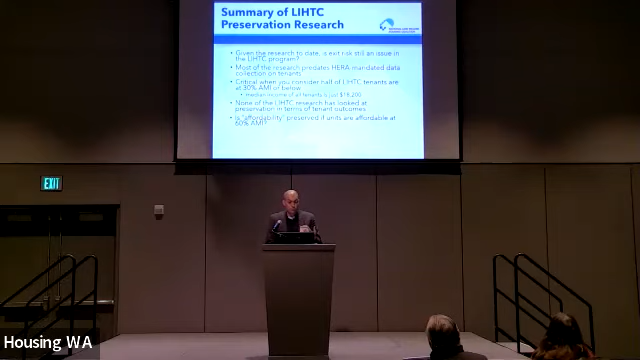 Summary of LIHTC
Preservation Research
• Given the research to date, is exit risk still an issue in
the LIHTC program?
• Most of the research predates HERA mandated data
collection on tenants
• Critical when you consider half of LIHTC tenants are
at 30% AMI of below
• median income of all tenants is just $18,200
• None of the LIHTC research has looked at
preservation in terms of tenant outcomes
• Is "affordability" preserved if units are affordable at
60% AMI?
EXIT
Housing WA